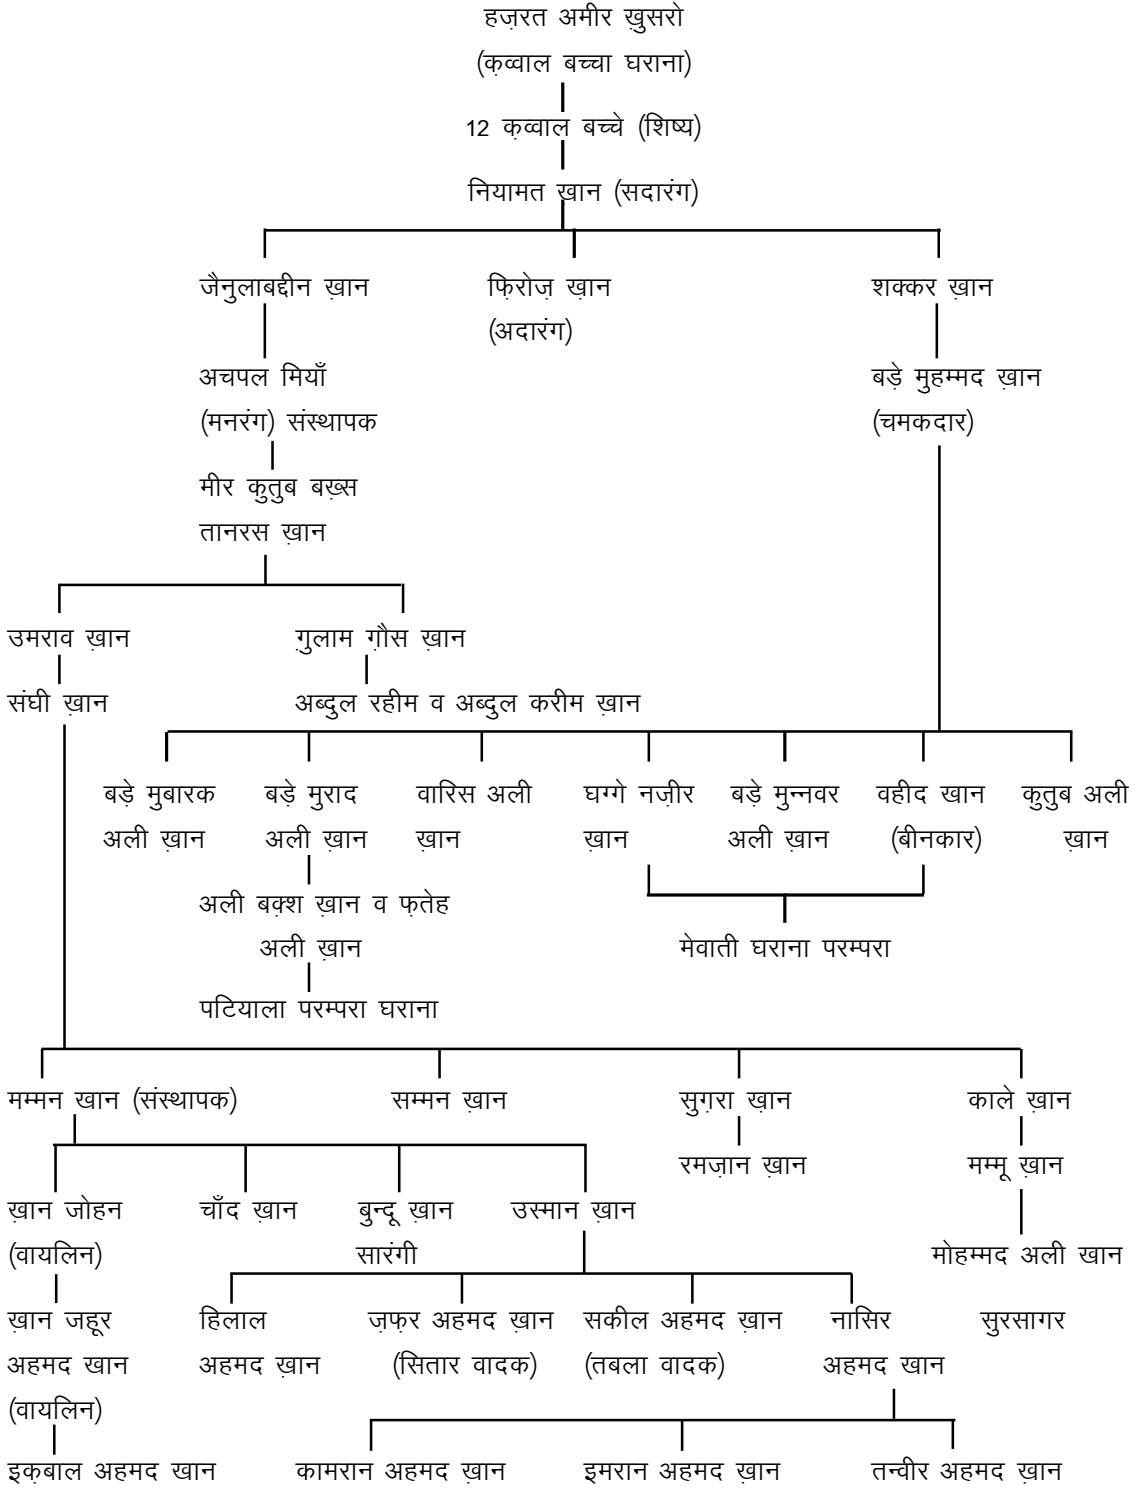 हज़रत अमीर ख़ुसरो
(क़व्वाल बच्चा घराना)
12 क़व्वाल बच्चे (शिष्य)
नियामत ख़ान (सदारंग)
जैनुलाबद्दीन ख़ान फ़िरोज़ ख़ान शक्कर ख़ान
(अदारंग)
अचपल मियाँ बड़े मुहम्मद ख़ान
(मनरंग) संस्थापक (चमकदार)
मीर कुतुब बख़्स
तानरस ख़ान
उमराव ख़ान ग़ुलाम ग़ौस ख़ान
संघी ख़ान अब्दुल रहीम व अब्दुल करीम ख़ान
बड़े मुबारक बड़े मुराद वारिस अली घग्गे नज़ीर बड़े मुन्नवर वहीद खान कुतुब अली
अली ख़ान अली ख़ान ख़ान ख़ान अली ख़ान (बीनकार) ख़ान
अली बक़्श ख़ान व फ़तेह
अली ख़ान मेवाती घराना परम्परा
पटियाला परम्परा घराना
मम्मन खान (संस्थापक) सम्मन ख़ान सुग़रा ख़ान काले ख़ान
रमज़ान ख़ान मम्मू ख़ान
ख़ान जोहन चाँद ख़ान बुन्दू ख़ान उस्मान ख़ान
(वायलिन) सारंगी मोहम्मद अली खान
ख़ान जहूर हिलाल ज़फ़र अहमद ख़ान सकील अहमद ख़ान नासिर सुरसागर
अहमद खान अहमद ख़ान (सितार वादक) (तबला वादक) अहमद खान
(वायलिन)
इक़बाल अहमद खान कामरान अहमद ख़ान इमरान अहमद ख़ान तन्वीर अहमद ख़ान